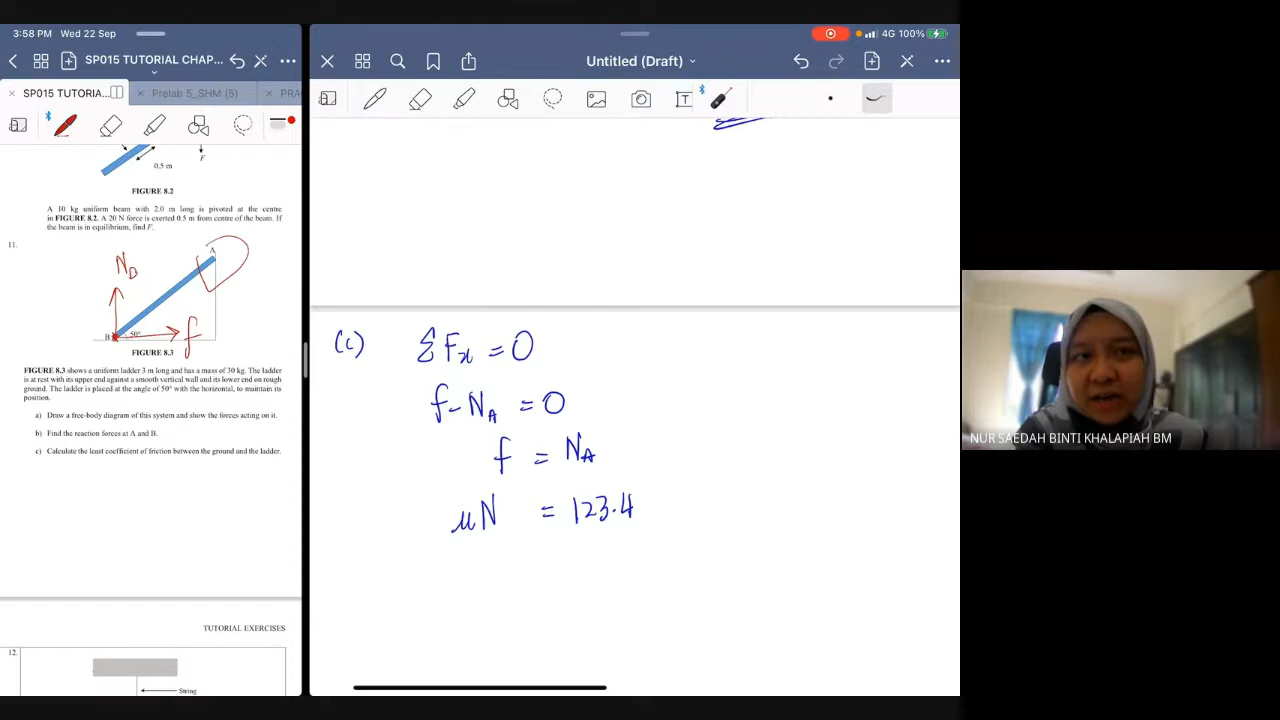 3:58 PM Wed 22 Sep
4G 100%
SP015 TUTORIAL CHAP...
Untitled (Draft)
SP015 TUTORIA...
Prelab 5_SHM (5)
PRA
0.5 m
F
FIGURE 8.2
A 10 kg uniform beam with 2.0 m long is pivoted at the centre
in FIGURE 8.2. A 20 N force is exerted 0.5 m from centre of the beam. If
the beam is in equilibrium, find F.
11.
A
N_B
B
50°
f
FIGURE 8.3
FIGURE 8.3 shows a uniform ladder 3 m long and has a mass of 30 kg. The ladder
is at rest with its upper end against a smooth vertical wall and its lower end on rough
ground. The ladder is placed at the angle of 50° with the horizontal, to maintain its
position.
a) Draw a free-body diagram of this system and show the forces acting on it.
b) Find the reaction forces at A and B.
c) Calculate the least coefficient of friction between the ground and the ladder.
TUTORIAL EXERCISES
12.
String
(c) ΣF_x = 0
f - N_A = 0
f = N_A
μN = 123.4
NUR SAEDAH BINTI KHALAPIAH BM